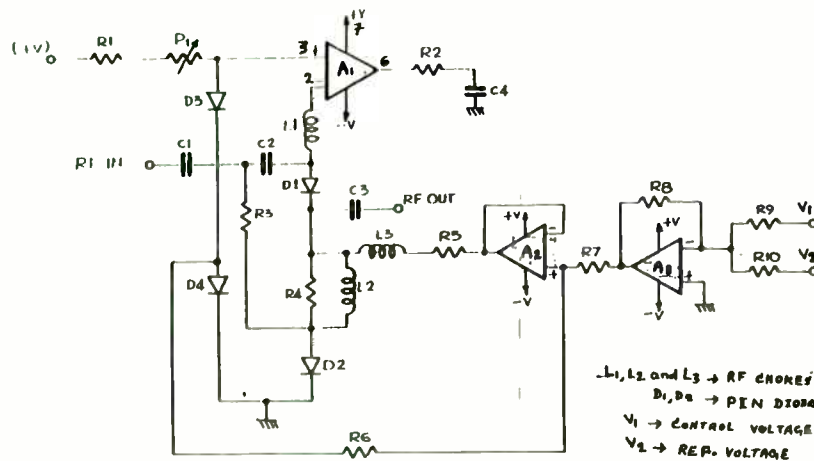 +V
7
(+V)
R1
P1
3 +
A1
6
R2
2
C4
D3
-V
L1
C1
C2
RF IN
D1
C3
RF OUT
R8
R3
+V
+V
R9
V1
L3
R5
-
A2
R7
-
A3
R10
V2
+
+
D4
R4
L2
-V
-V
D2
L1, L2 and L3 → RF CHOKES
D1, D2 → PIN DIODE
V1 → CONTROL VOLTAGE
R6
V2 → REF. VOLTAGE